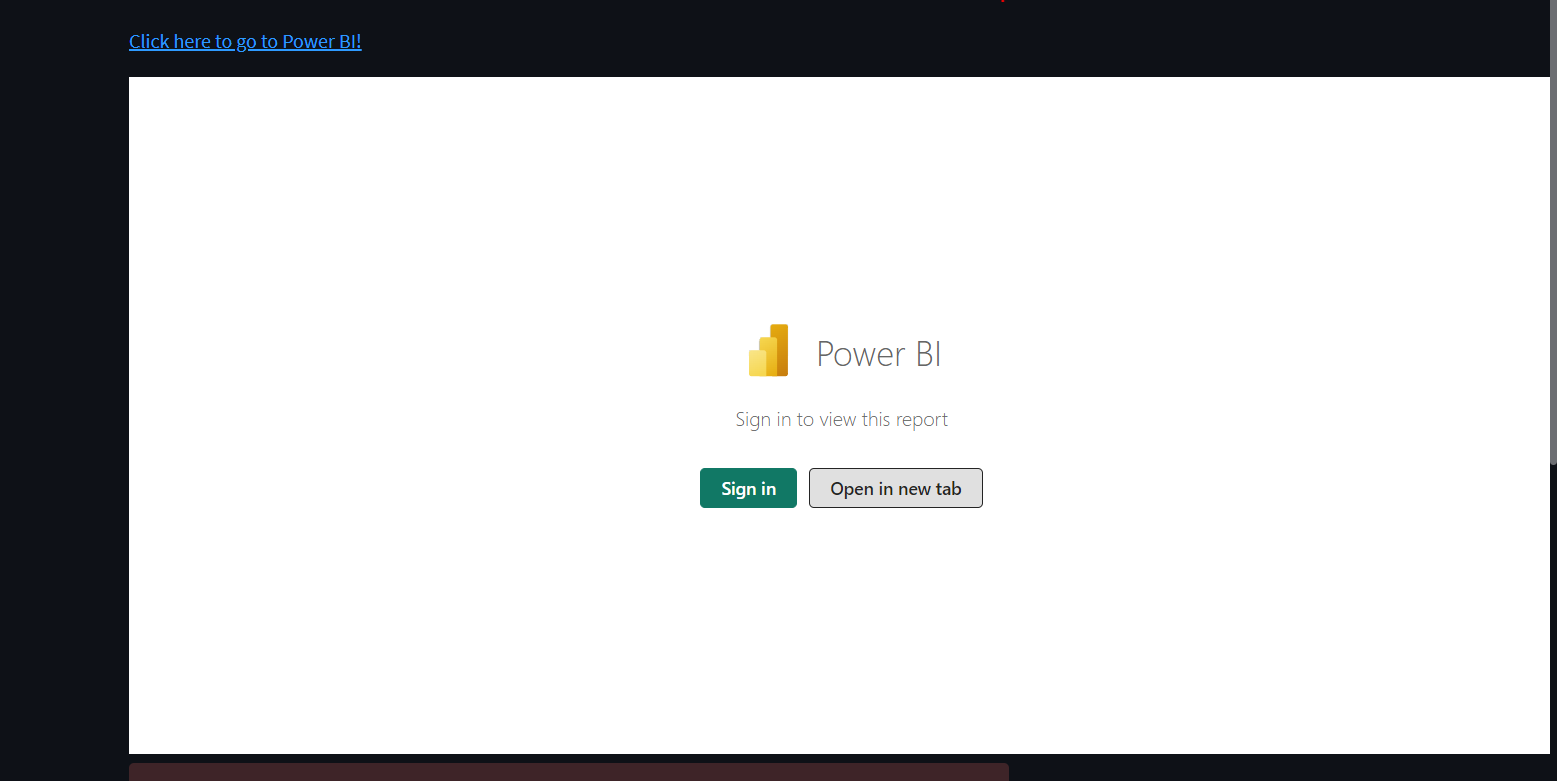 Click here to go to Power BI!
Power BI
Sign in to view this report
Sign in
Open in new tab